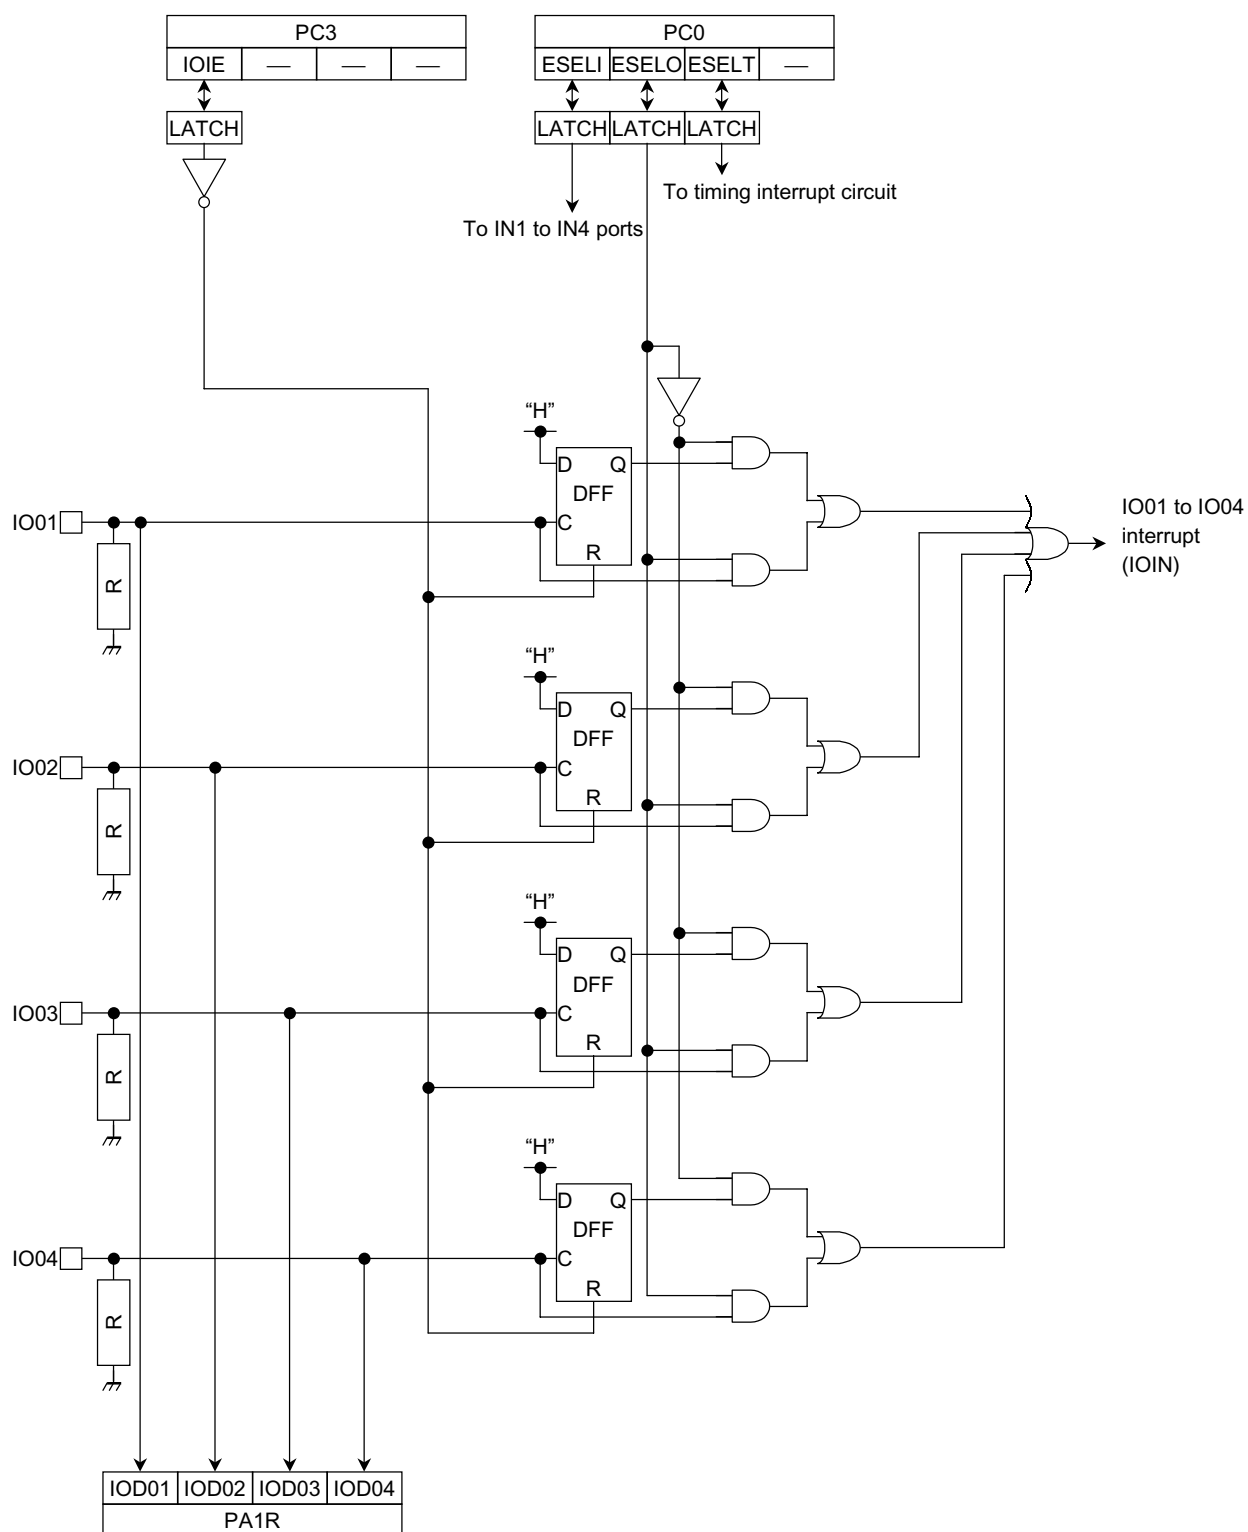 PC3
IOIE — — —
LATCH
PC0
ESELI ESELO ESELT —
LATCH LATCH LATCH
To timing interrupt circuit
To IN1 to IN4 ports
“H”
D Q
DFF
C
R
IO01
R
IO01 to IO04
interrupt
(IOIN)
“H”
D Q
DFF
C
R
IO02
R
“H”
D Q
DFF
C
R
IO03
R
“H”
D Q
DFF
C
R
IO04
R
IOD01 IOD02 IOD03 IOD04
PA1R